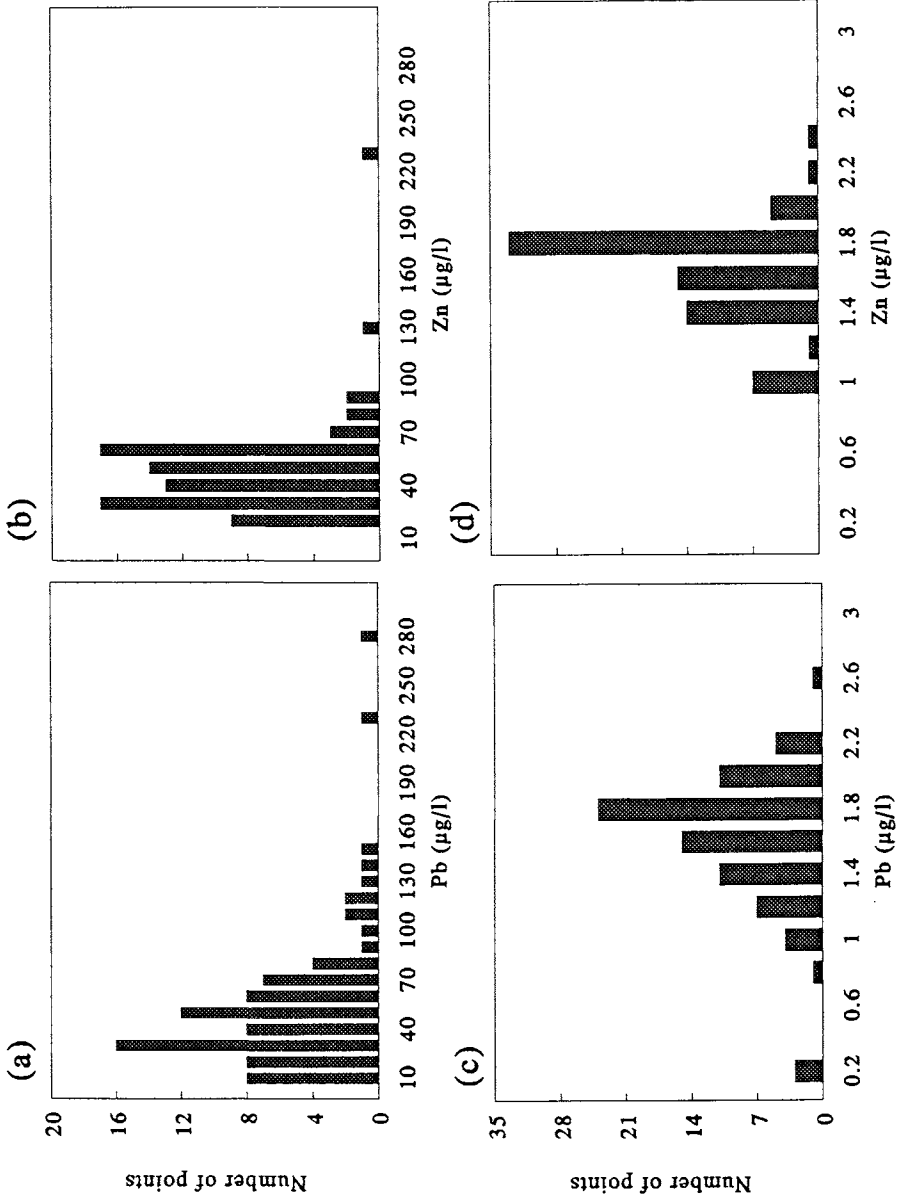 (a)
Number of points
20
16
12
8
4
0
10 40 70 100 130 160 190 220 250 280
Pb (µg/l)
(b)
10 40 70 100 130 160 190 220 250 280
Zn (µg/l)
(c)
Number of points
35
28
21
14
7
0
0.2 0.6 1 1.4 1.8 2.2 2.6 3
Pb (µg/l)
(d)
0.2 0.6 1 1.4 1.8 2.2 2.6 3
Zn (µg/l)